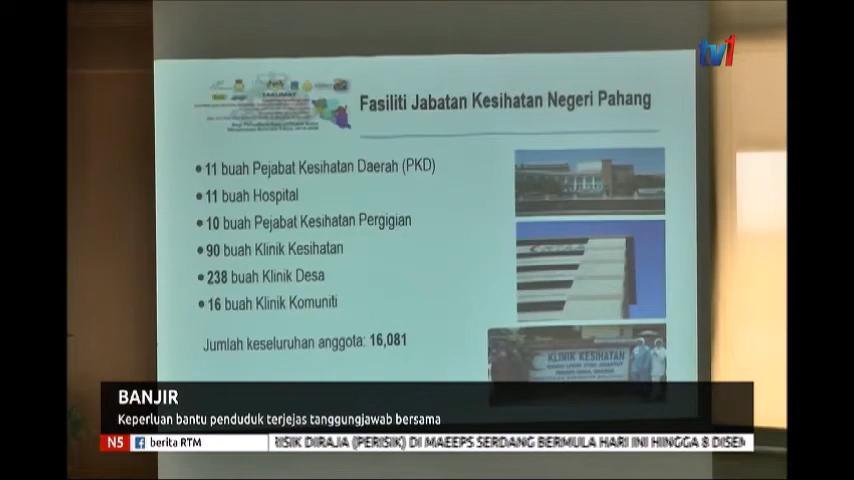 tv1
Fasiliti Jabatan Kesihatan Negeri Pahang
• 11 buah Pejabat Kesihatan Daerah (PKD)
• 11 buah Hospital
• 10 buah Pejabat Kesihatan Pergigian
• 90 buah Klinik Kesihatan
• 238 buah Klinik Desa
• 16 buah Klinik Komuniti
Jumlah keseluruhan anggota: 16,081
KLINIK KESIHATAN
BANJIR
Keperluan bantu penduduk terjejas tanggungjawab bersama
N5 berita RTM RISIK DIRAJA (PERISIK) DI MAEEPS SERDANG BERMULA HARI INI HINGGA 8 DISEM